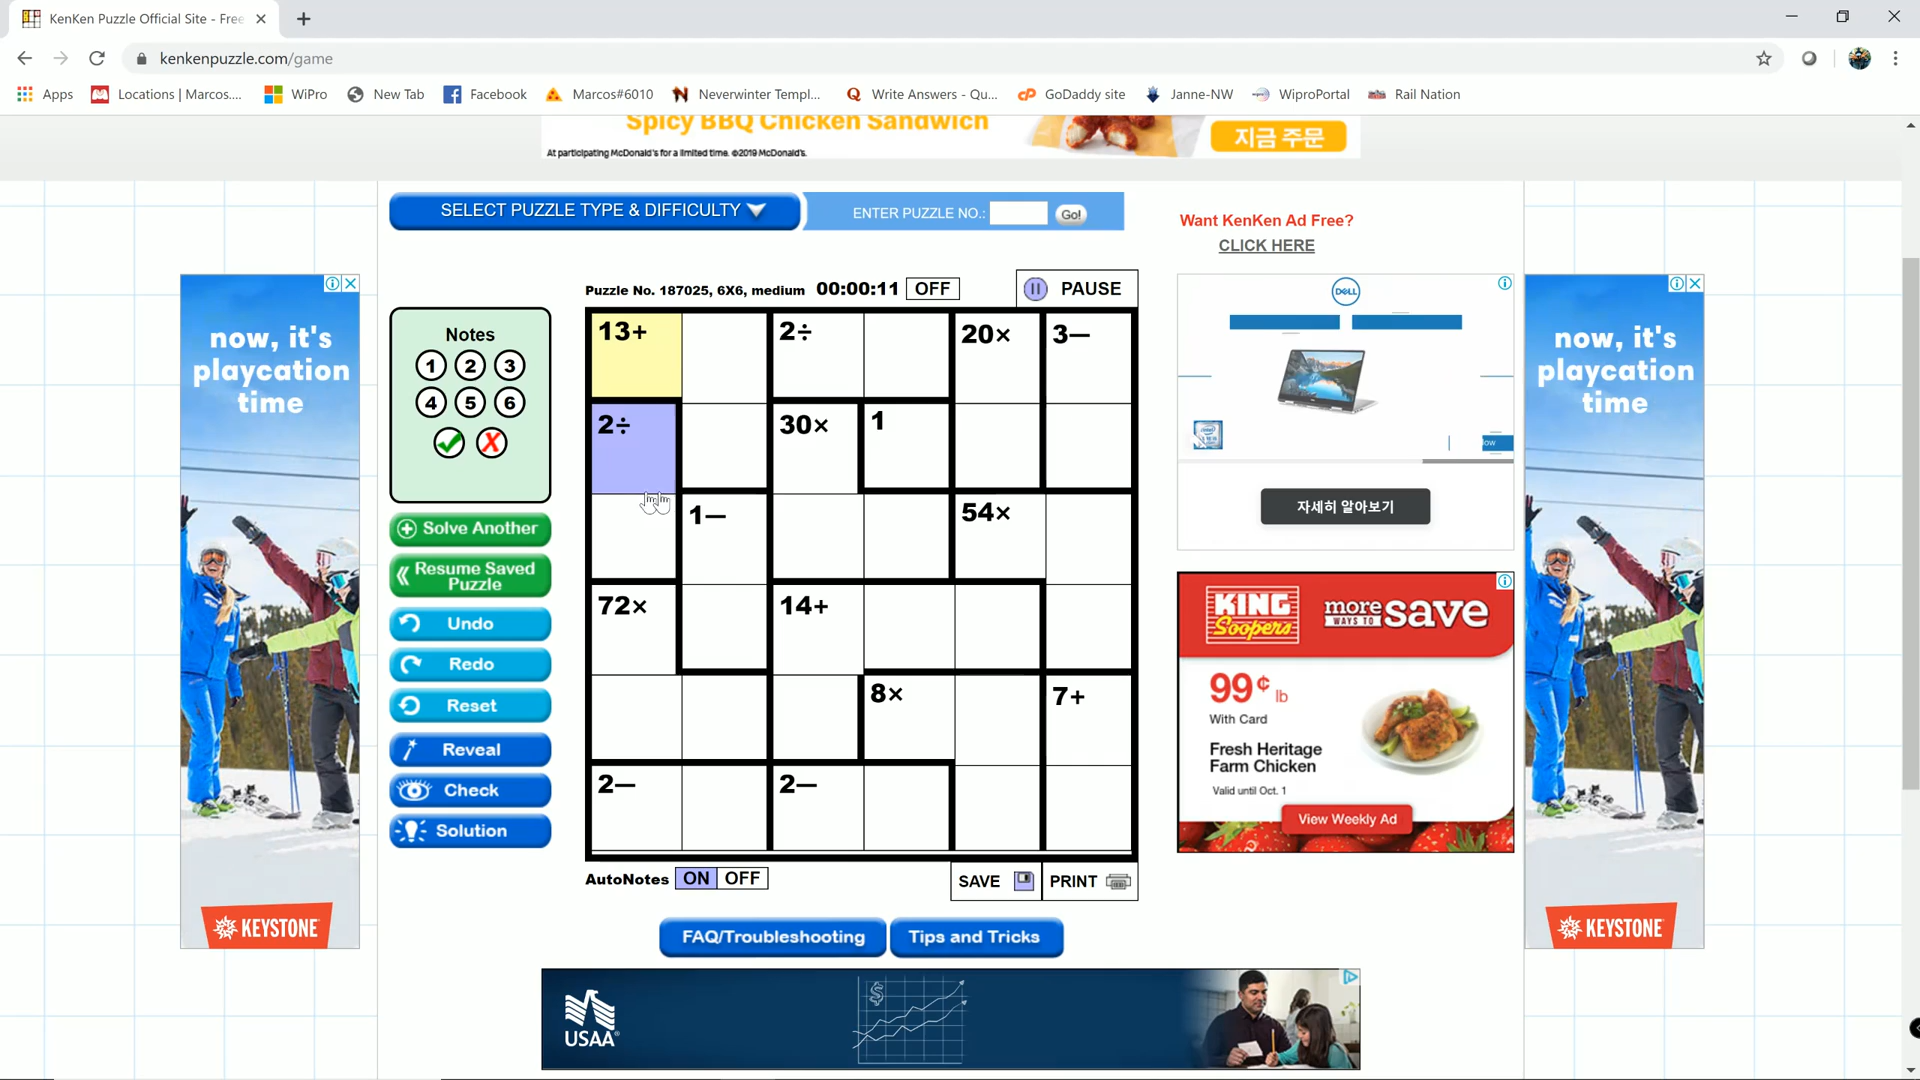 KenKen Puzzle Official Site - Free
kenkenpuzzle.com/game
Apps
Locations | Marcos....
WiPro
New Tab
Facebook
Marcos#6010
Neverwinter Templ...
Write Answers - Qu...
GoDaddy site
Janne-NW
WiproPortal
Rail Nation
Spicy BBQ Chicken Sandwich
지금 주문
At participating McDonald's for a limited time. ©2019 McDonald's.
SELECT PUZZLE TYPE & DIFFICULTY
ENTER PUZZLE NO.:
Go!
Want KenKen Ad Free?
CLICK HERE
now, it's
playcation
time
KEYSTONE
Puzzle No. 187025, 6X6, medium
00:00:11
OFF
PAUSE
Notes
1 2 3
4 5 6
Solve Another
Resume Saved
Puzzle
Undo
Redo
Reset
Reveal
Check
Solution
13+ 2÷ 20× 3—
2÷ 30× 1
1— 54×
72× 14+
8× 7+
2— 2—
AutoNotes ON OFF
SAVE
PRINT
FAQ/Troubleshooting
Tips and Tricks
DELL
자세히 알아보기
KING
Soopers
more
WAYS TO
save
99¢ lb
With Card
Fresh Heritage
Farm Chicken
Valid until Oct. 1
View Weekly Ad
now, it's
playcation
time
KEYSTONE
USAA